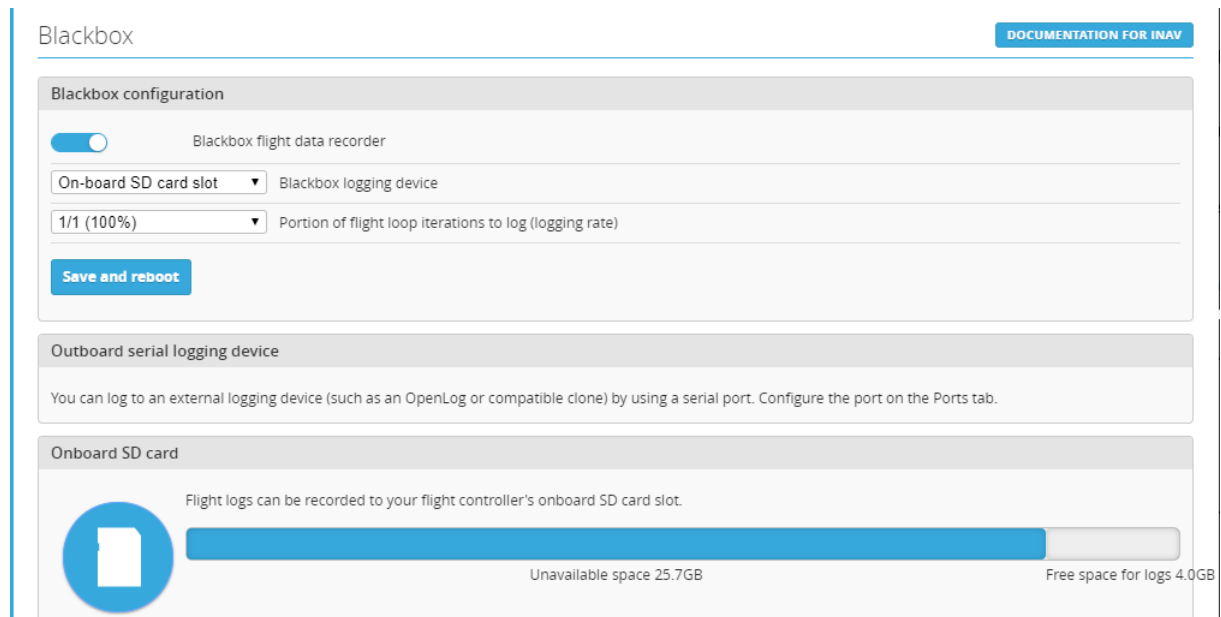 Blackbox
DOCUMENTATION FOR INAV
Blackbox configuration
Blackbox flight data recorder
On-board SD card slot Blackbox logging device
1/1 (100%) Portion of flight loop iterations to log (logging rate)
Save and reboot
Outboard serial logging device
You can log to an external logging device (such as an OpenLog or compatible clone) by using a serial port. Configure the port on the Ports tab.
Onboard SD card
Flight logs can be recorded to your flight controller's onboard SD card slot.
Unavailable space 25.7GB
Free space for logs 4.0GB